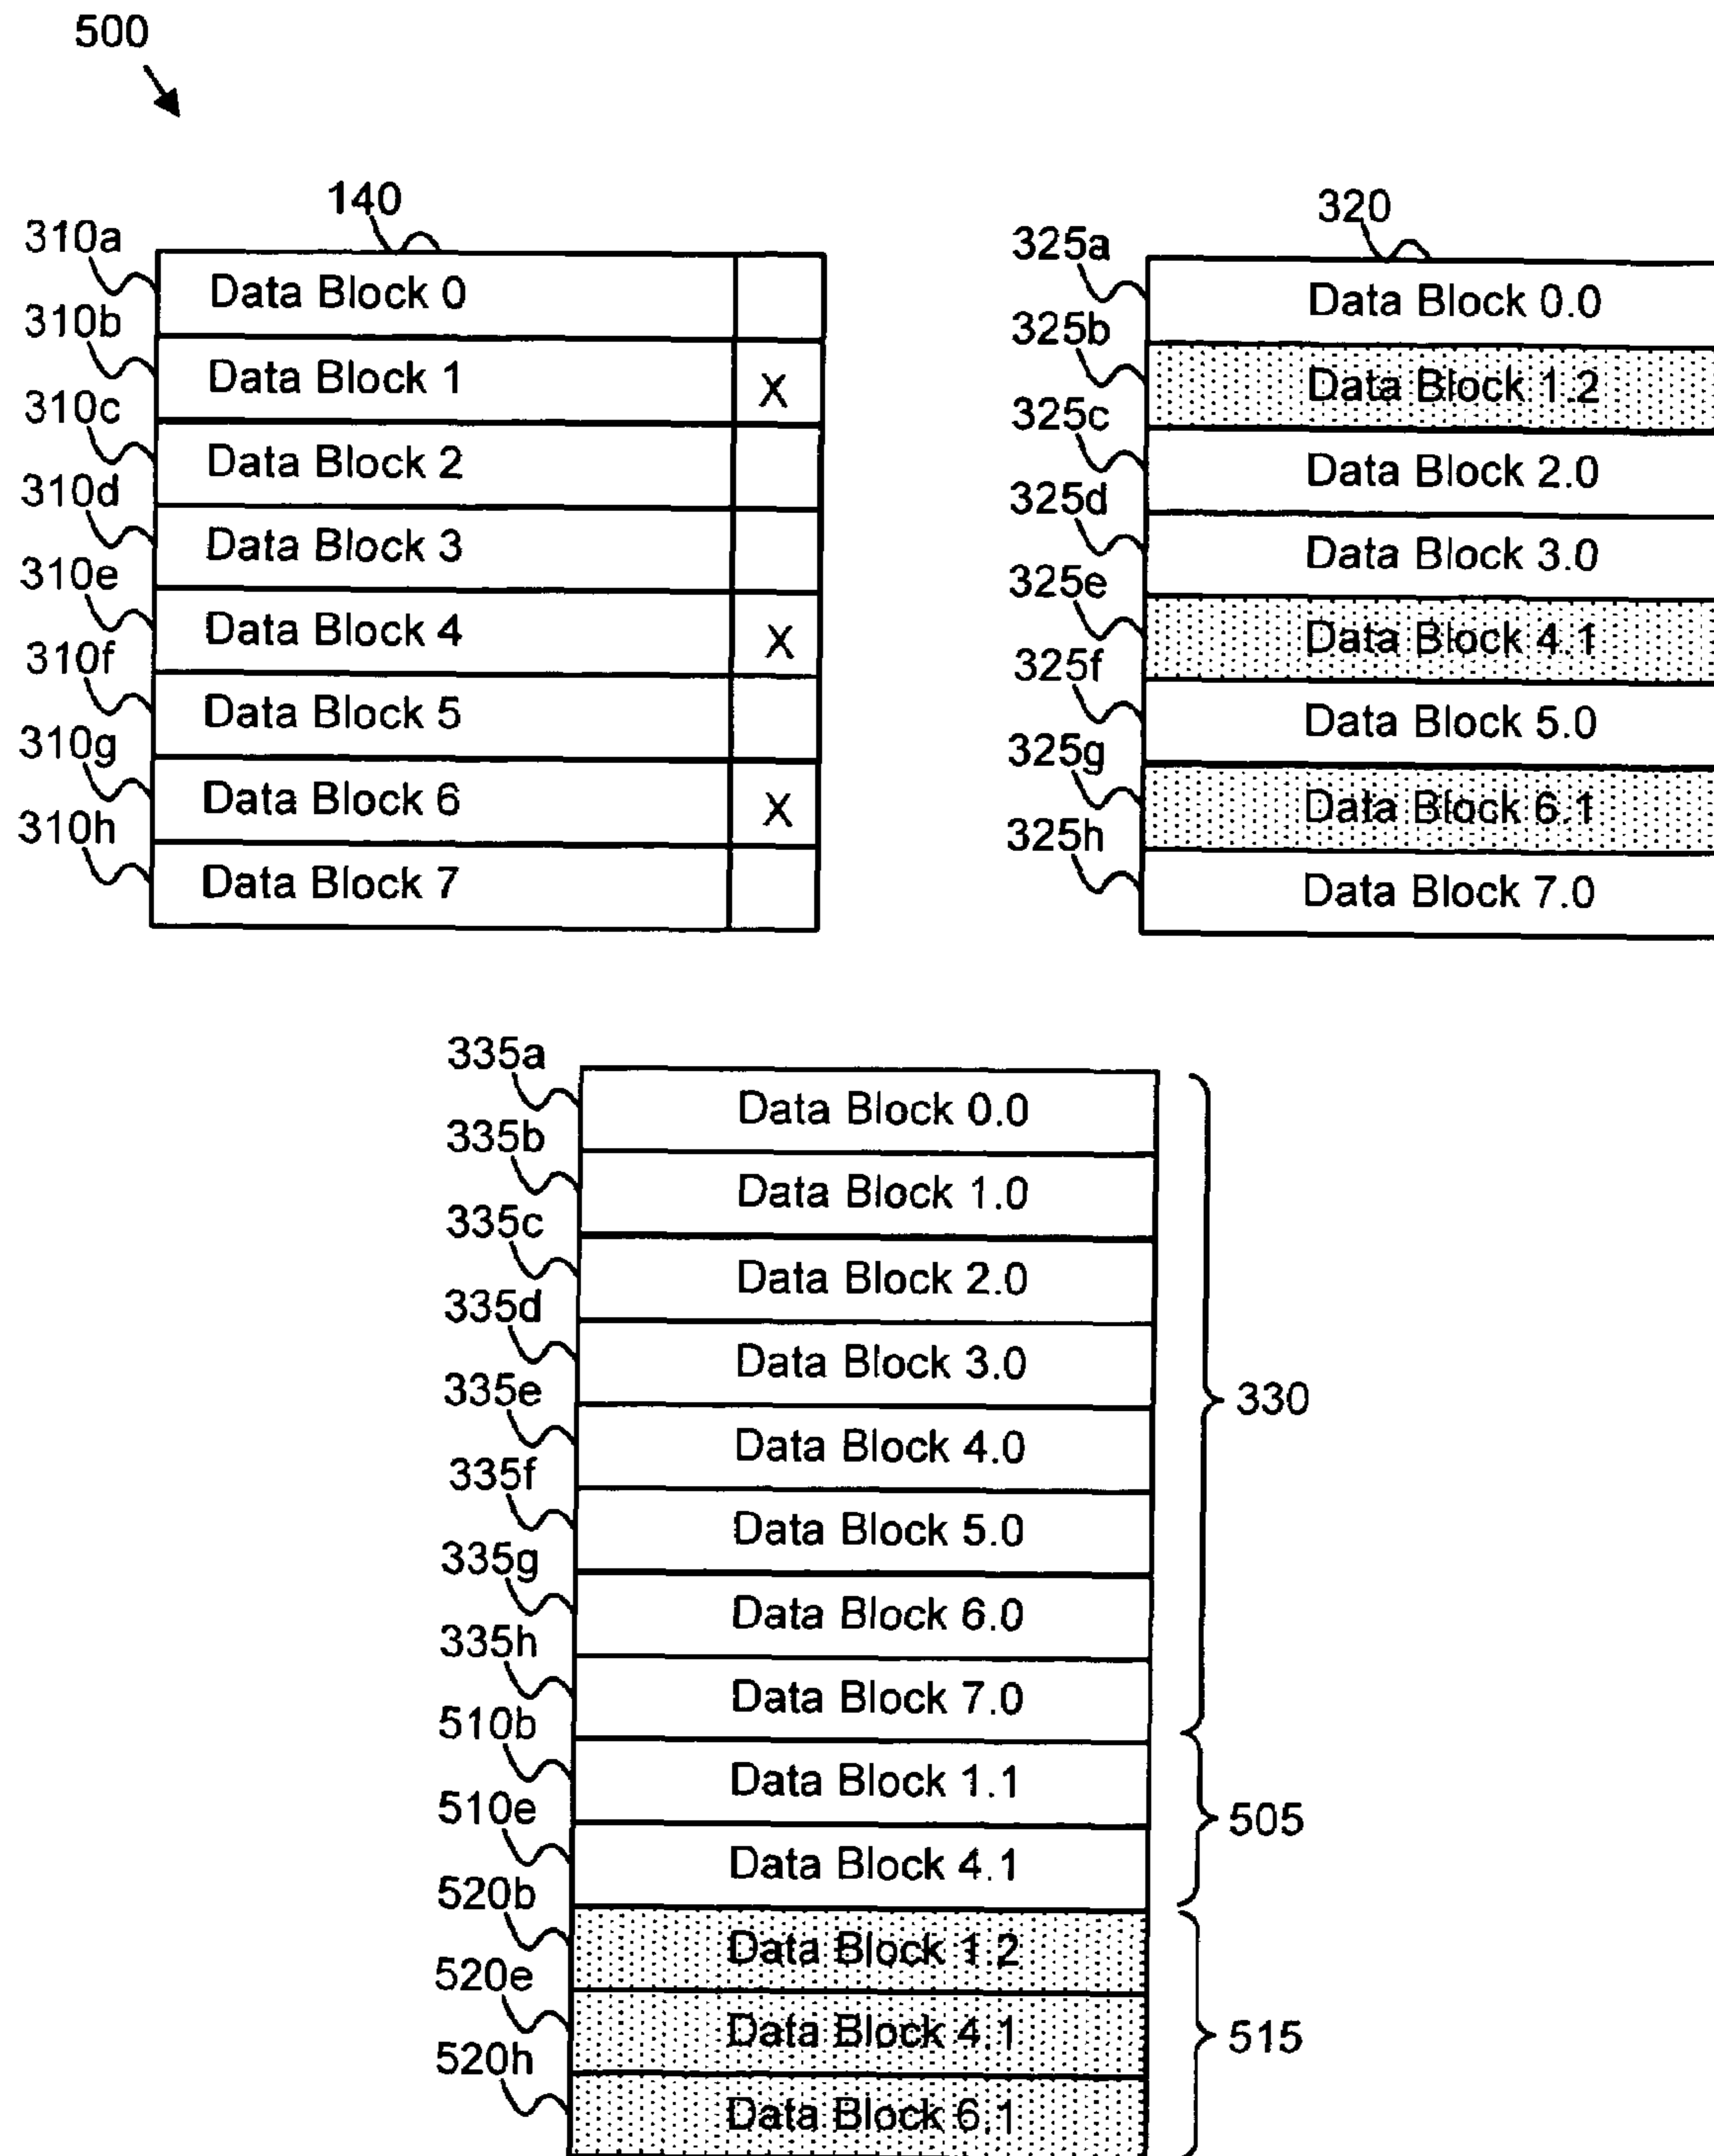 500
140
310a
Data Block 0
310b
Data Block 1
X
310c
Data Block 2
310d
Data Block 3
310e
Data Block 4
X
310f
Data Block 5
310g
Data Block 6
X
310h
Data Block 7
320
325a
Data Block 0.0
325b
Data Block 1.2
325c
Data Block 2.0
325d
Data Block 3.0
325e
Data Block 4.1
325f
Data Block 5.0
325g
Data Block 6.1
325h
Data Block 7.0
335a
Data Block 0.0
335b
Data Block 1.0
335c
Data Block 2.0
335d
Data Block 3.0
335e
Data Block 4.0
330
335f
Data Block 5.0
335g
Data Block 6.0
335h
Data Block 7.0
510b
Data Block 1.1
510e
Data Block 4.1
505
520b
Data Block 1.2
520e
Data Block 4.1
515
520h
Data Block 6.1